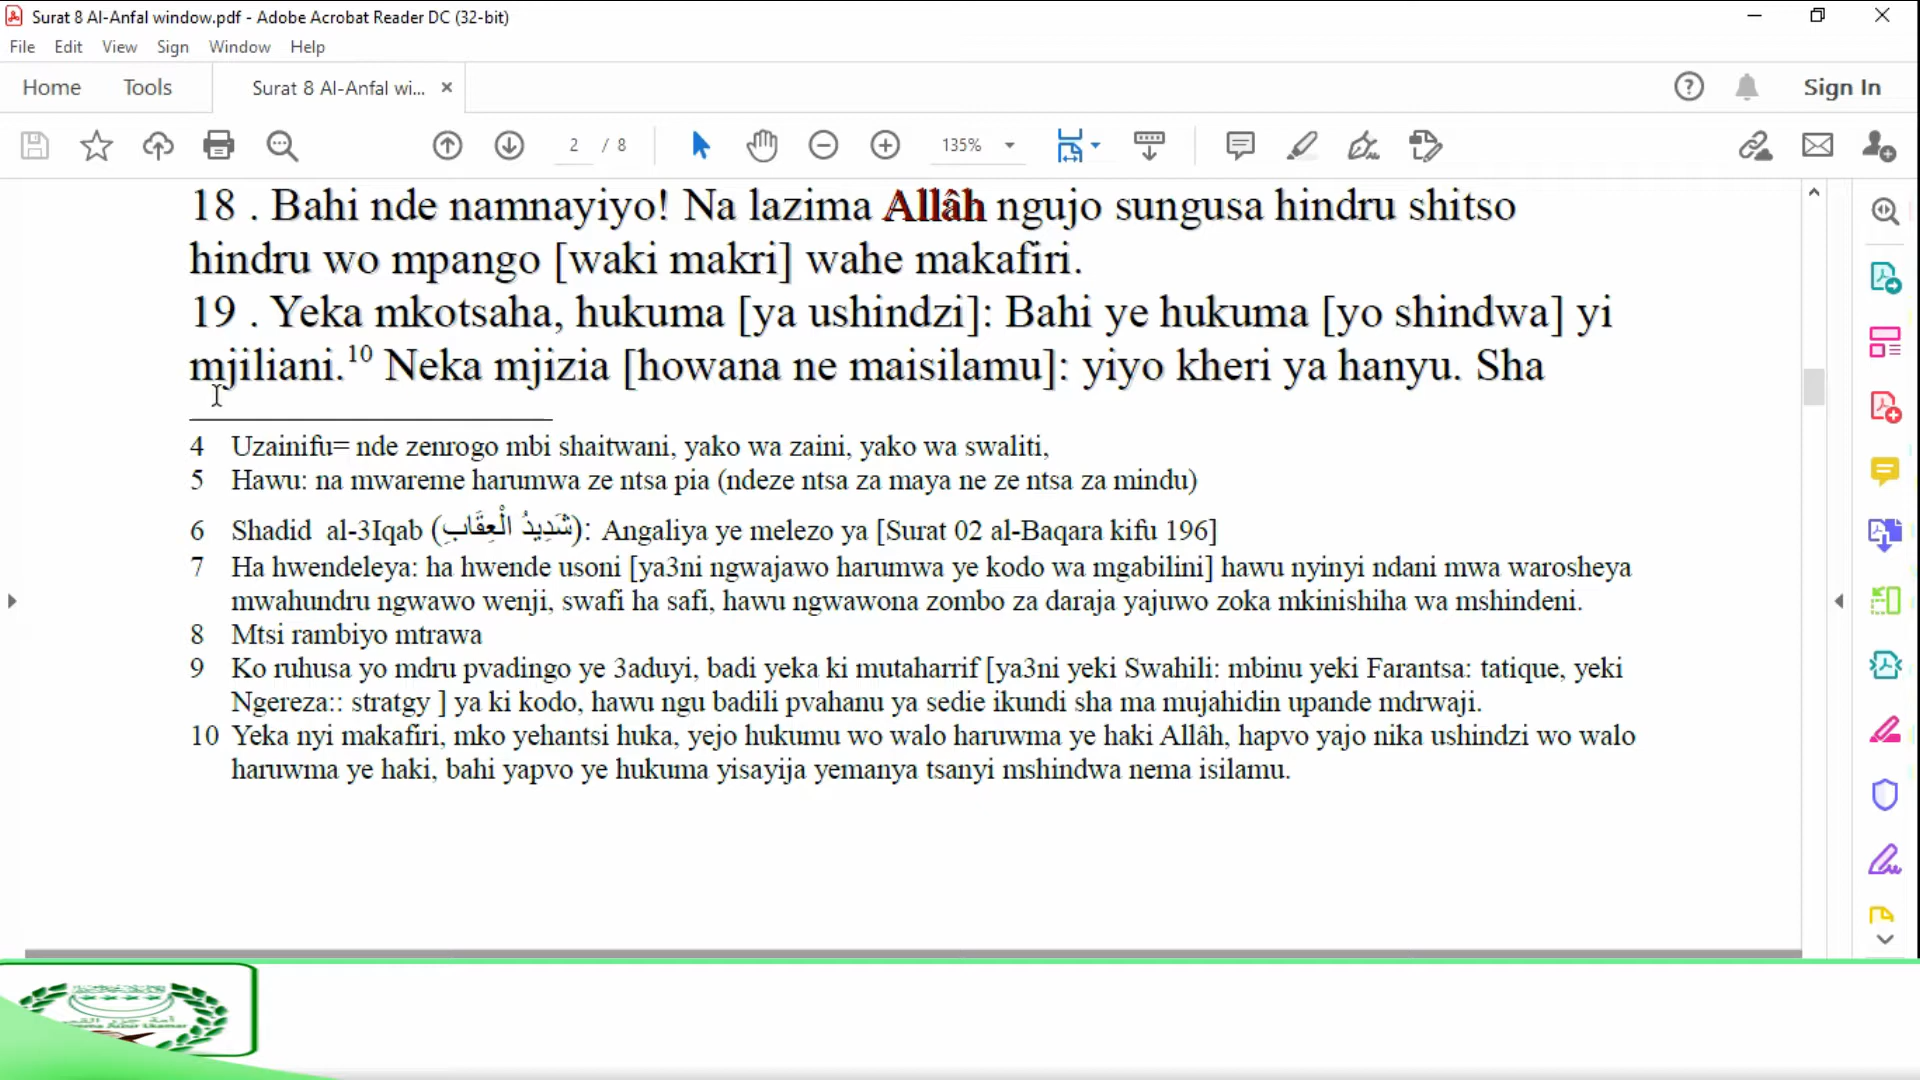 Surat 8 Al-Anfal window.pdf - Adobe Acrobat Reader DC (32-bit)
File Edit View Sign Window Help
Home Tools Surat 8 Al-Anfal wi... × Sign In
2 / 8 135%
18 . Bahi nde namnayiyo! Na lazima Allâh ngujo sungusa hindru shitso
hindru wo mpango [waki makri] wahe makafiri.
19 . Yeka mkotsaha, hukuma [ya ushindzi]: Bahi ye hukuma [yo shindwa] yi
mjiliani.10 Neka mjizia [howana ne maisilamu]: yiyo kheri ya hanyu. Sha
4 Uzainifu= nde zenrogo mbi shaitwani, yako wa zaini, yako wa swaliti,
5 Hawu: na mwareme harumwa ze ntsa pia (ndeze ntsa za maya ne ze ntsa za mindu)
6 Shadid al-3Iqab (شَدِيدُ الْعِقَابِ): Angaliya ye melezo ya [Surat 02 al-Baqara kifu 196]
7 Ha hwendeleya: ha hwende usoni [ya3ni ngwajawo harumwa ye kodo wa mgabilini] hawu nyinyi ndani mwa warosheya
mwahundru ngwawo wenji, swafi ha safi, hawu ngwawona zombo za daraja yajuwo zoka mkinishiha wa mshindeni.
8 Mtsi rambiyo mtrawa
9 Ko ruhusa yo mdru pvadingo ye 3aduyi, badi yeka ki mutaharrif [ya3ni yeki Swahili: mbinu yeki Farantsa: tatique, yeki
Ngereza:: stratgy ] ya ki kodo, hawu ngu badili pvahanu ya sedie ikundi sha ma mujahidin upande mdrwaji.
10 Yeka nyi makafiri, mko yehantsi huka, yejo hukumu wo walo haruwma ye haki Allâh, hapvo yajo nika ushindzi wo walo
haruwma ye haki, bahi yapvo ye hukuma yisayija yemanya tsanyi mshindwa nema isilamu.